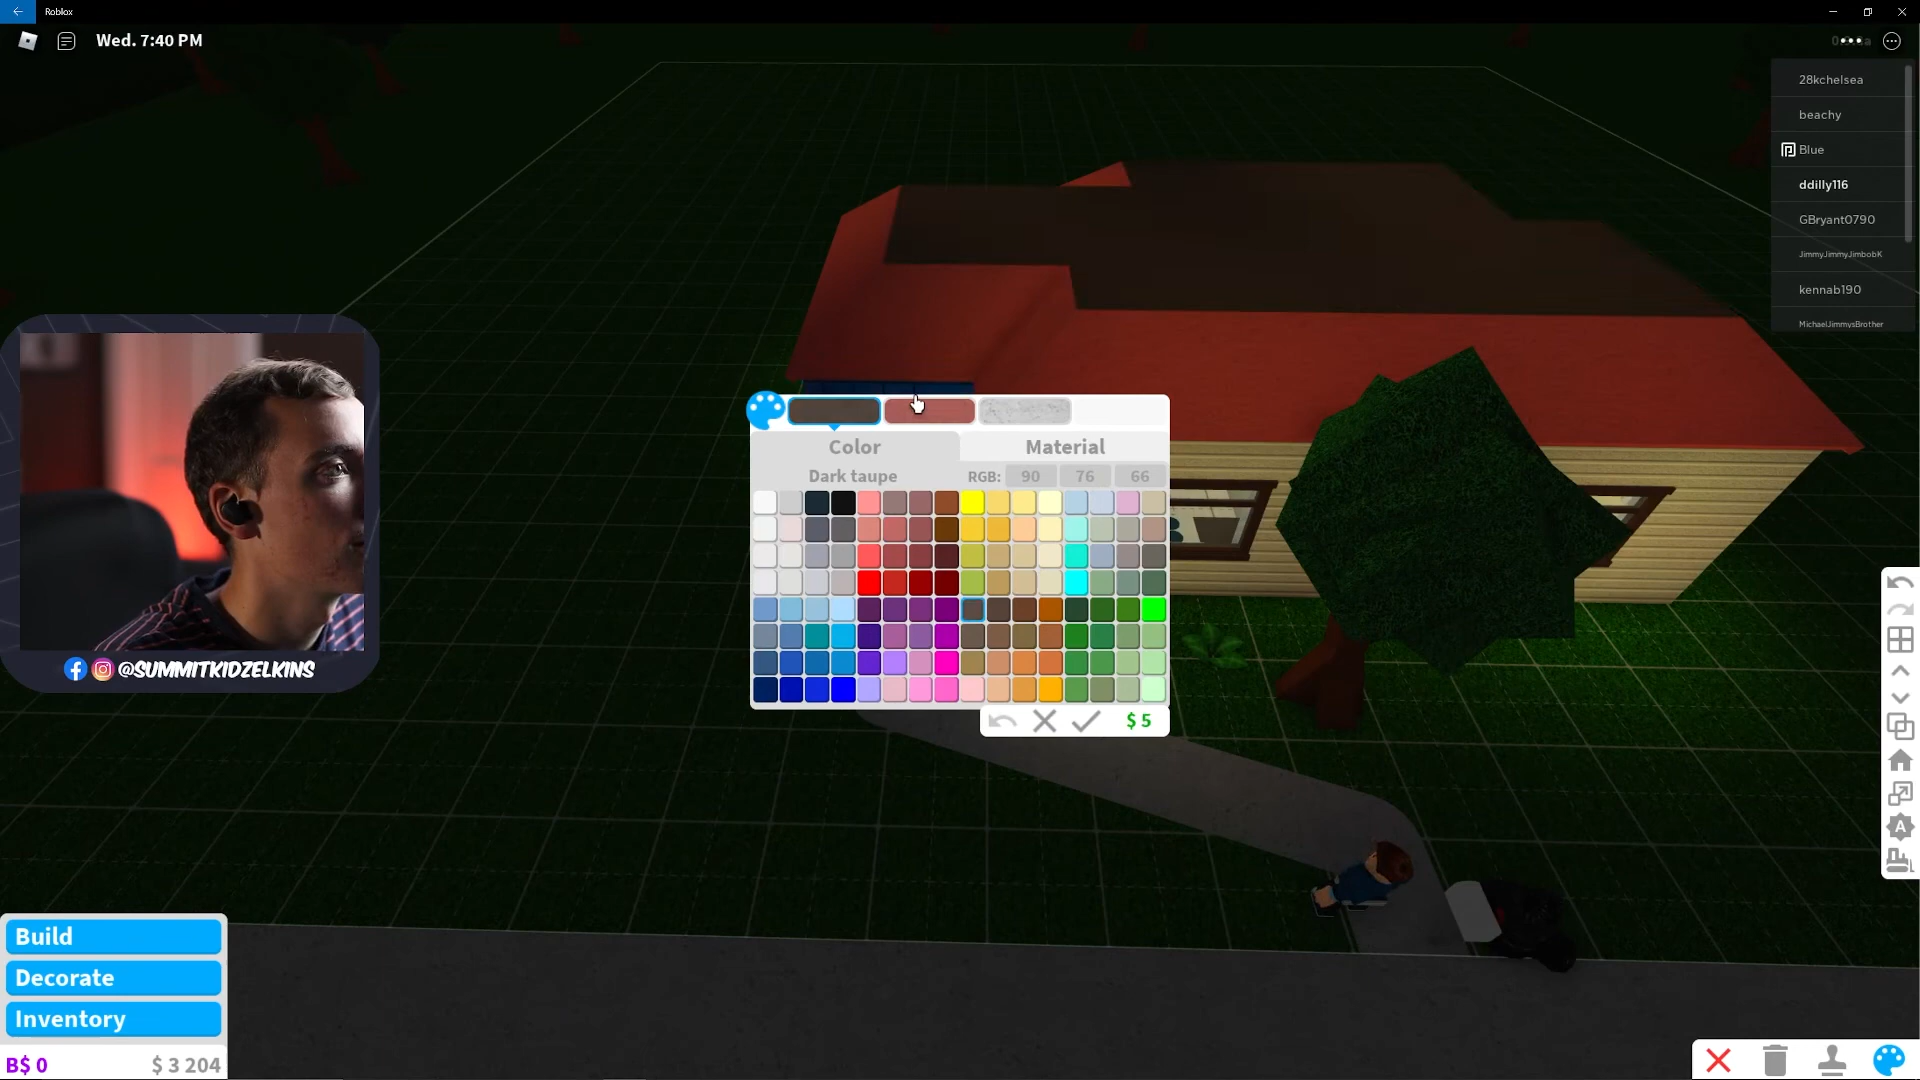 Roblox
Wed. 7:40 PM
28kchelsea
beachy
Blue
ddilly116
GBryant0790
JimmyJimmyJimbobK
kennab190
MichaelJimmysBrother
Color
Material
Dark taupe
RGB: 90 76 66
$ 5
@SUMMITKIDZELKINS
A
Build
Decorate
Inventory
B$ 0
$ 3 204